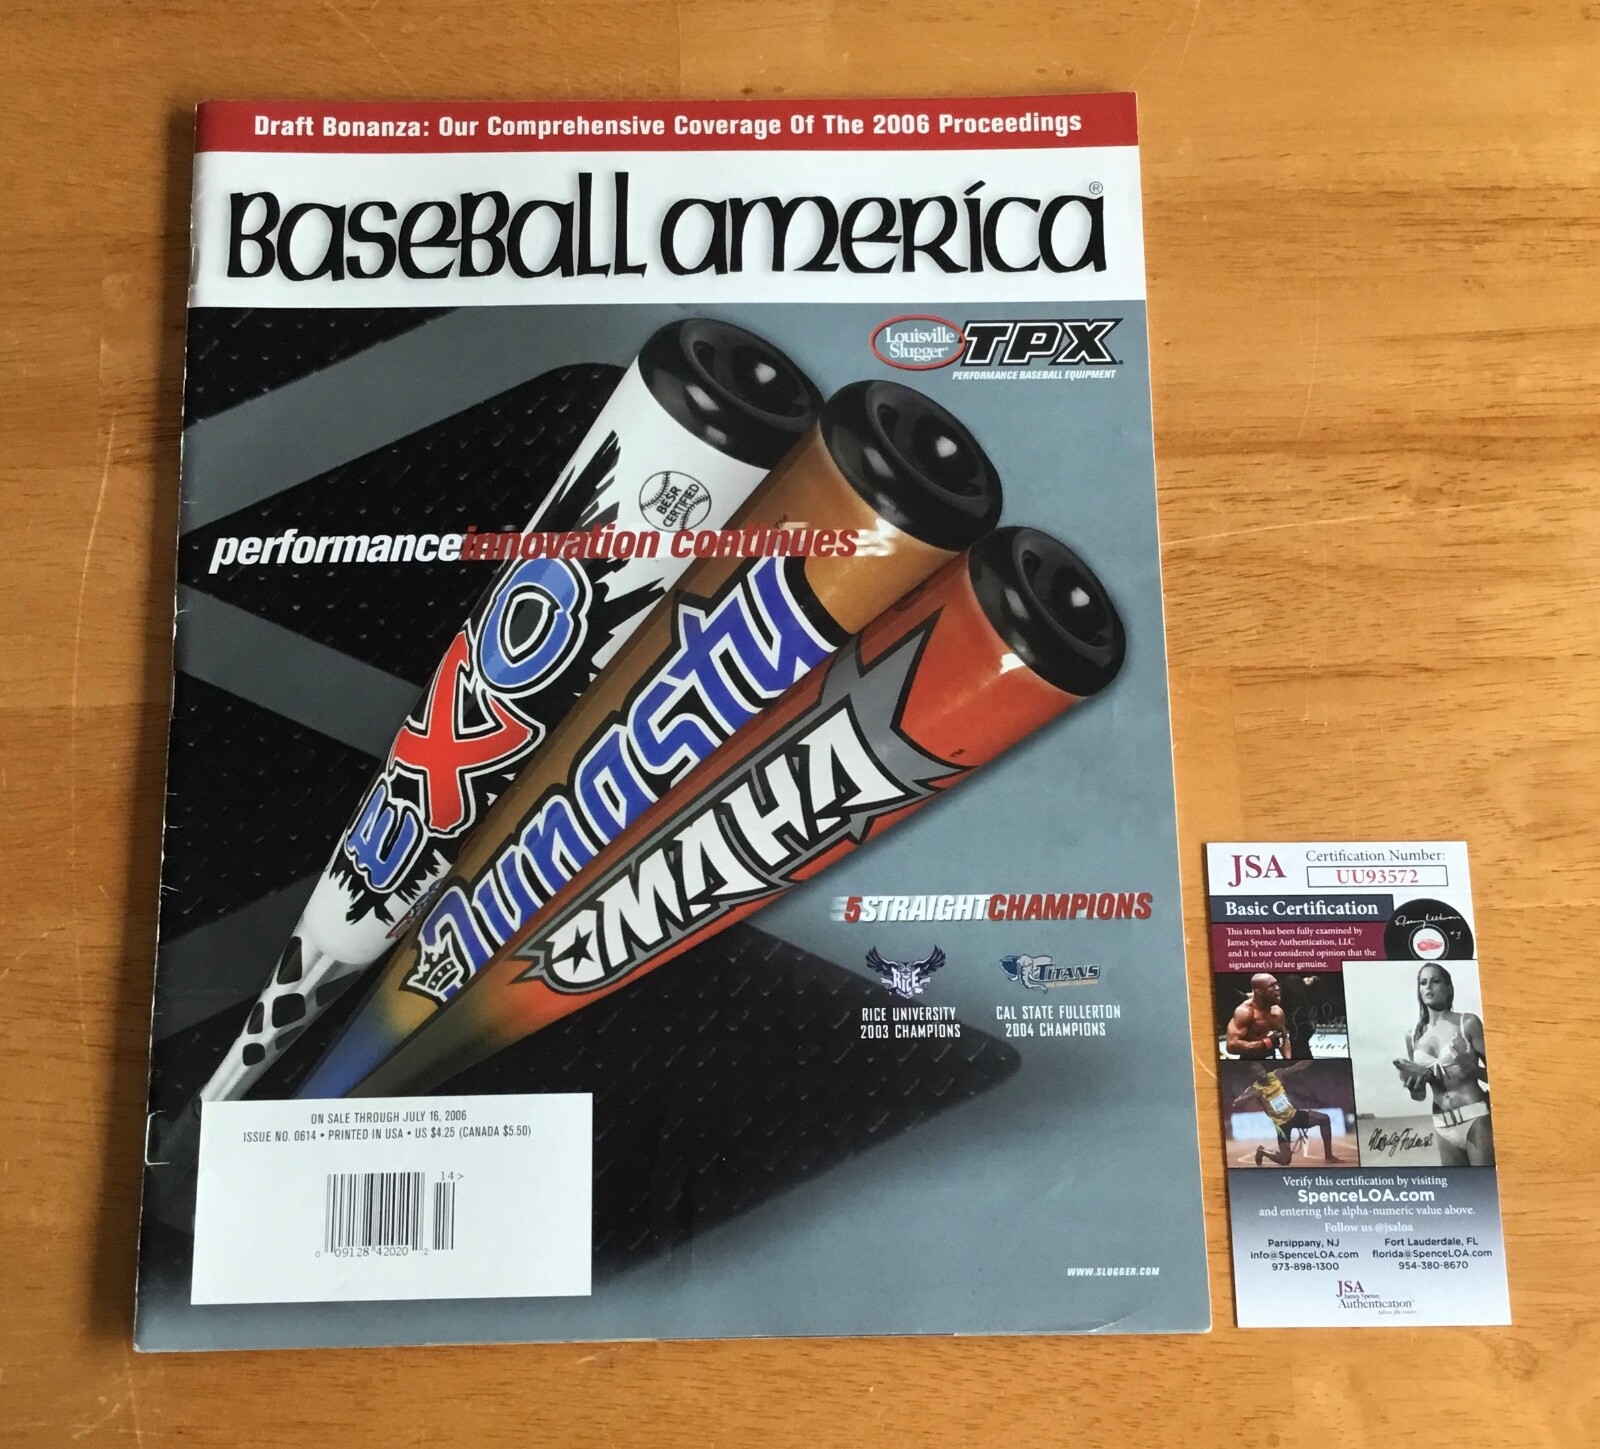 Draft Bonanza: Our Comprehensive Coverage Of The 2006 Proceedings
BaseBall america®
Louisville
Slugger®
TPX
PERFORMANCE BASEBALL EQUIPMENT
BESR
CERTIFIED
performanceinnovation continues
EXO
Dynasty
OMAHA™
5STRAIGHTCHAMPIONS
RICE
TITANS
RICE UNIVERSITY
2003 CHAMPIONS
CAL STATE FULLERTON
2004 CHAMPIONS
ON SALE THROUGH JULY 16, 2006
ISSUE NO. 0614 • PRINTED IN USA • US $4.25 (CANADA $5.50)
14>
0 09128 42020 2
WWW.SLUGGER.COM
JSA
Certification Number:
UU93572
Basic Certification
This item has been fully examined by
James Spence Authentication, LLC
and it is our considered opinion that the
signature(s) is/are genuine.
Verify this certification by visiting
SpenceLOA.com
and entering the alpha-numeric value above.
Follow us @jsaloa
Parsippany, NJ
info@SpenceLOA.com
973-898-1300
Fort Lauderdale, FL
florida@SpenceLOA.com
954-380-8670
JSA
James Spence
Authentication